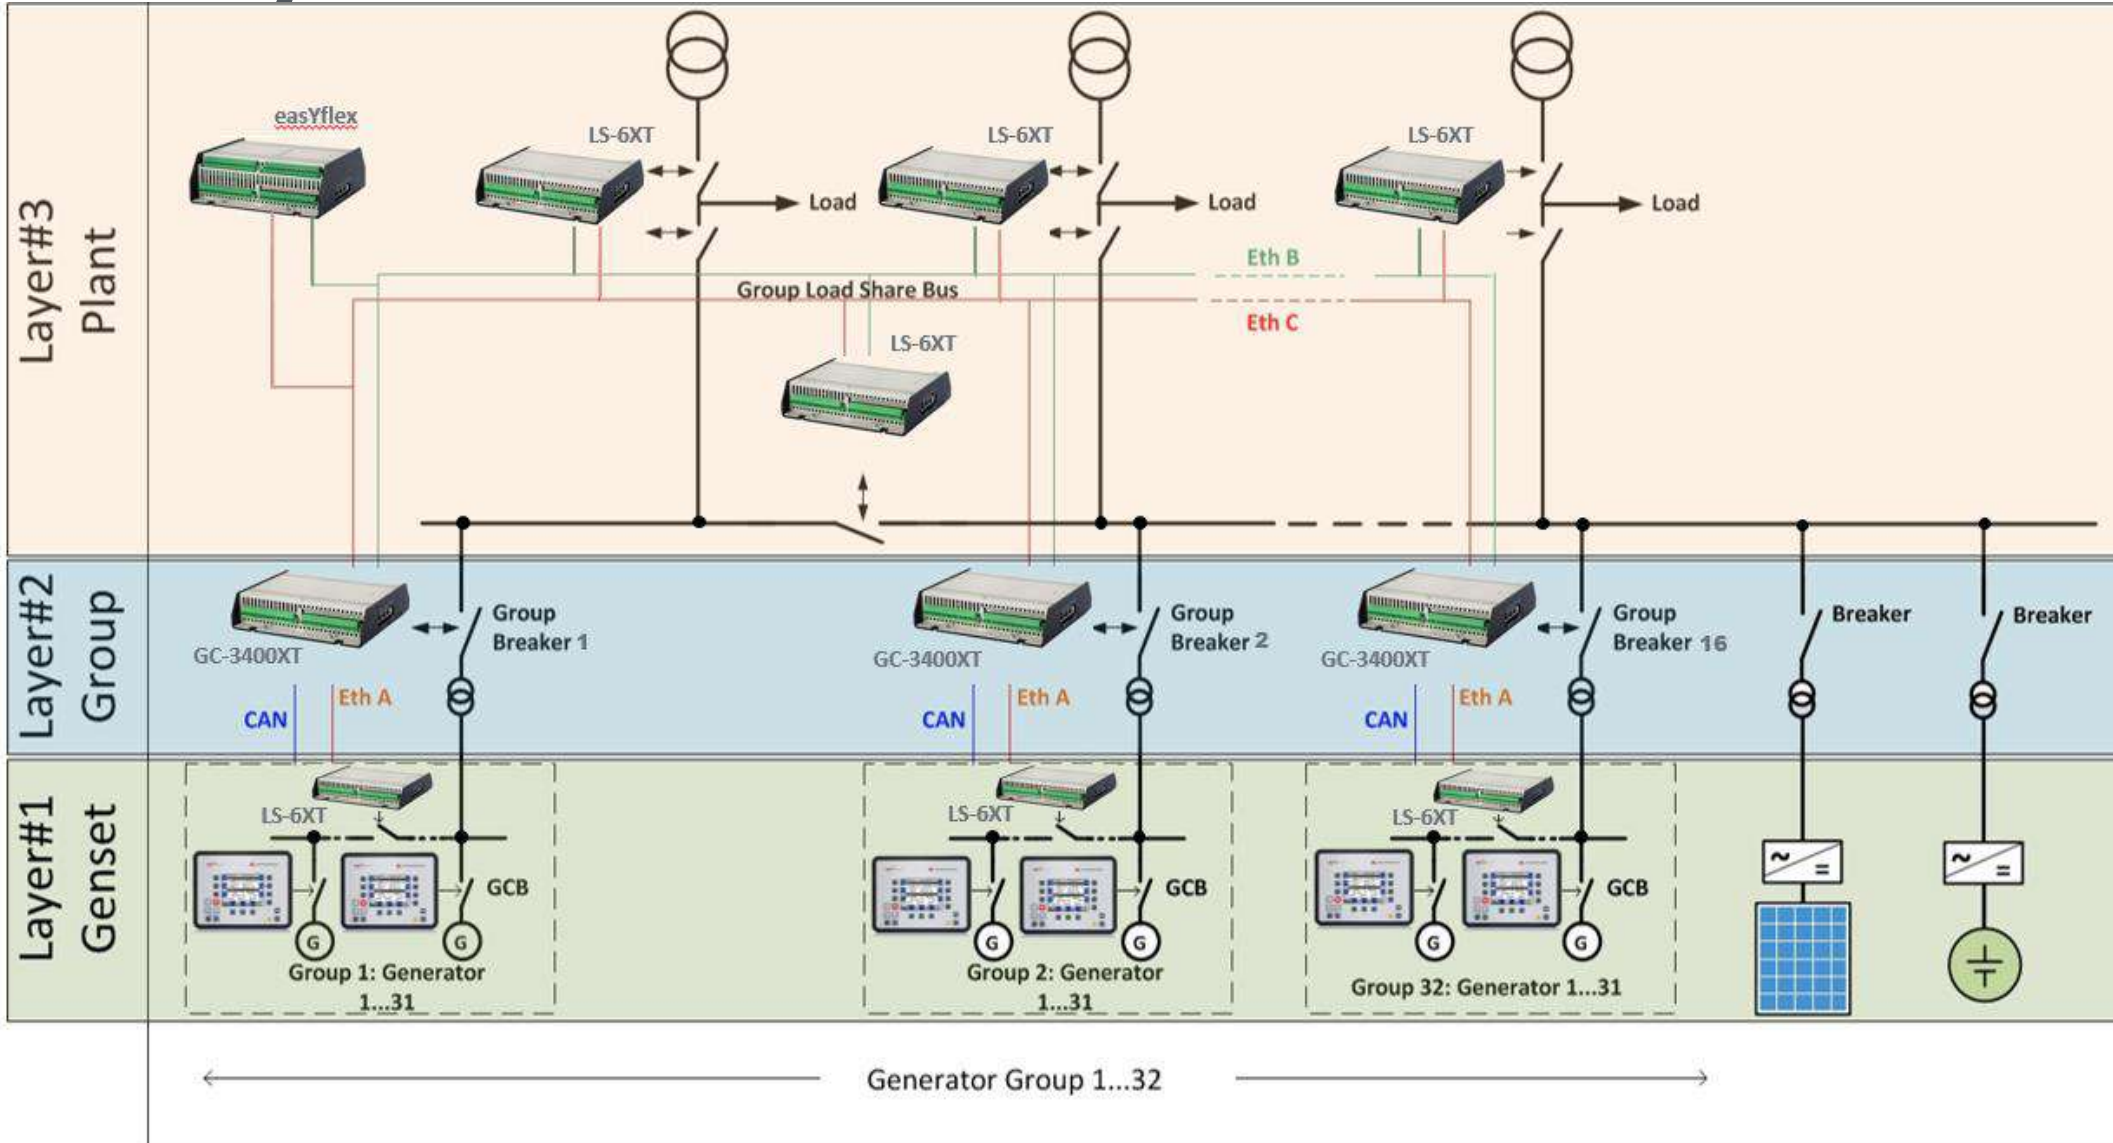 Layer#3
Plant
easYflex
LS-6XT
LS-6XT
LS-6XT
Load
Load
Load
Eth B
Group Load Share Bus
Eth C
LS-6XT
Layer#2
Group
Group
Breaker 1
GC-3400XT
CAN
Eth A
Group
Breaker 2
GC-3400XT
CAN
Eth A
Group
Breaker 16
GC-3400XT
CAN
Eth A
Breaker
Breaker
Layer#1
Genset
LS-6XT
GCB
G
G
Group 1: Generator
1...31
LS-6XT
GCB
G
G
Group 2: Generator
1...31
LS-6XT
GCB
G
G
Group 32: Generator 1...31
Generator Group 1...32